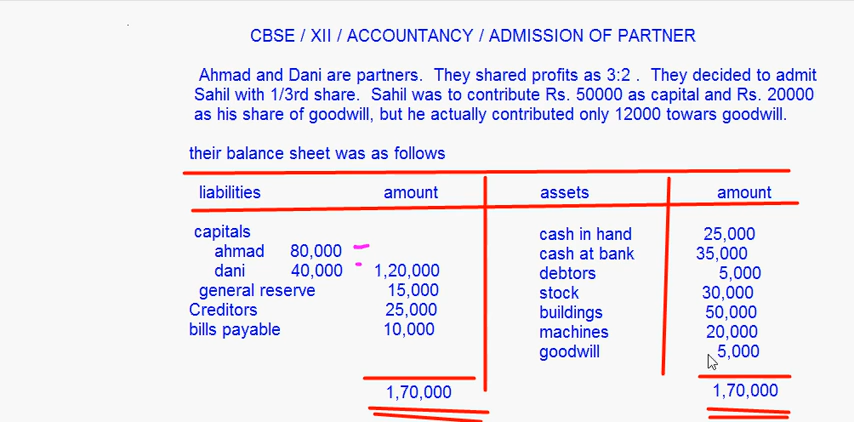 CBSE / XII / ACCOUNTANCY / ADMISSION OF PARTNER
Ahmad and Dani are partners. They shared profits as 3:2 . They decided to admit
Sahil with 1/3rd share. Sahil was to contribute Rs. 50000 as capital and Rs. 20000
as his share of goodwill, but he actually contributed only 12000 towars goodwill.
their balance sheet was as follows
liabilities amount assets amount
capitals cash in hand 25,000
ahmad 80,000 cash at bank 35,000
dani 40,000 1,20,000 debtors 5,000
general reserve 15,000 stock 30,000
Creditors 25,000 buildings 50,000
bills payable 10,000 machines 20,000
goodwill 5,000
1,70,000 1,70,000